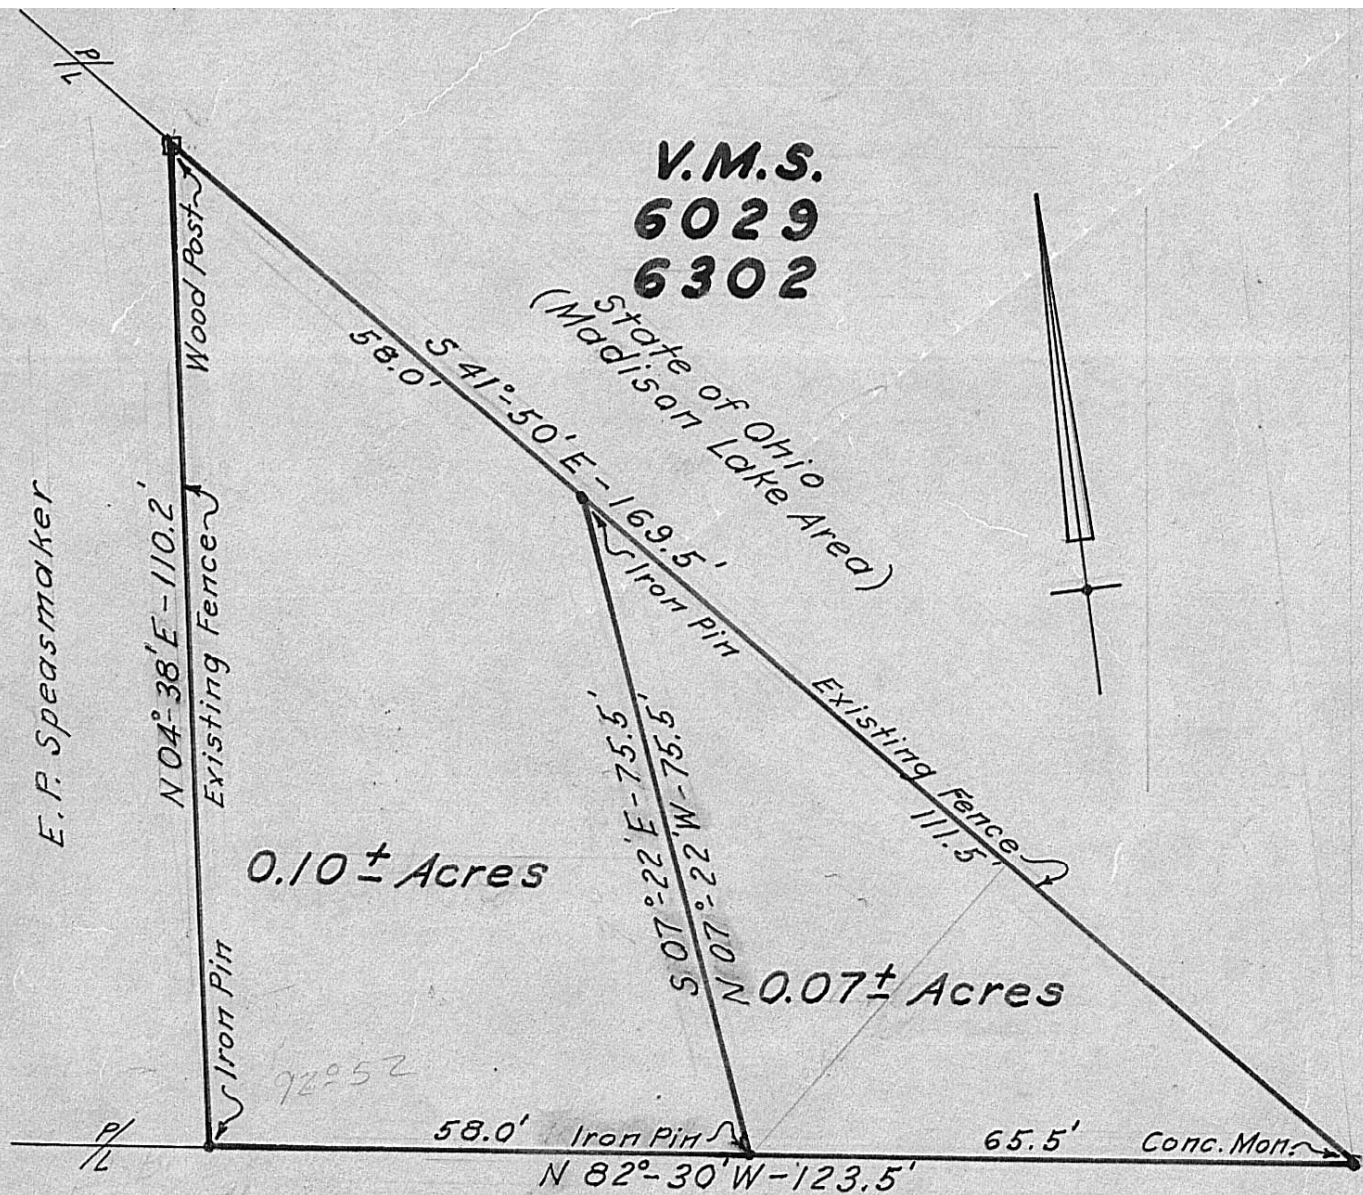 P/L
V.M.S.
6029
6302
State of Ohio
(Madison Lake Area)
Wood Post
58.0'
S 41°-50' E - 169.5'
Iron Pin
E. P. Speasmaker
N 04°-38' E - 110.2'
Existing Fence
Existing Fence
111.5'
S 07°-22' E - 75.5'
N 07°-22' W - 75.5'
0.10 ± Acres
0.07 ± Acres
Iron Pin
92°52
P/L
58.0'
Iron Pin
65.5'
Conc. Mon.
N 82°-30' W - 123.5'